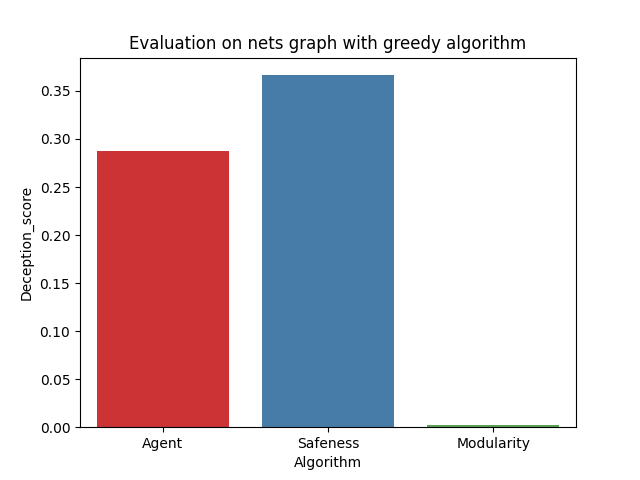 Evaluation on nets graph with greedy algorithm
Deception_score
0.35
0.30
0.25
0.20
0.15
0.10
0.05
0.00
Agent
Safeness
Modularity
Algorithm